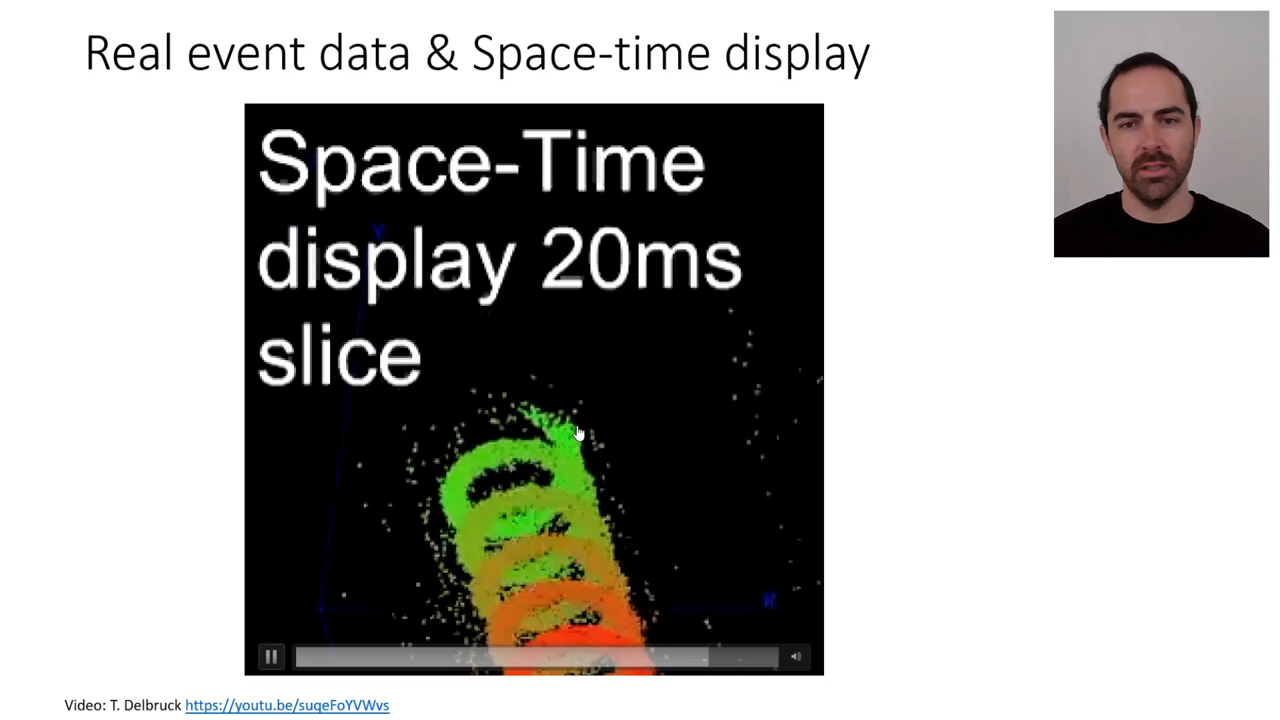 Real event data & Space-time display
Space-Time
display 20ms
slice
Video: T. Delbruck https://youtu.be/suqeFoYVWvs